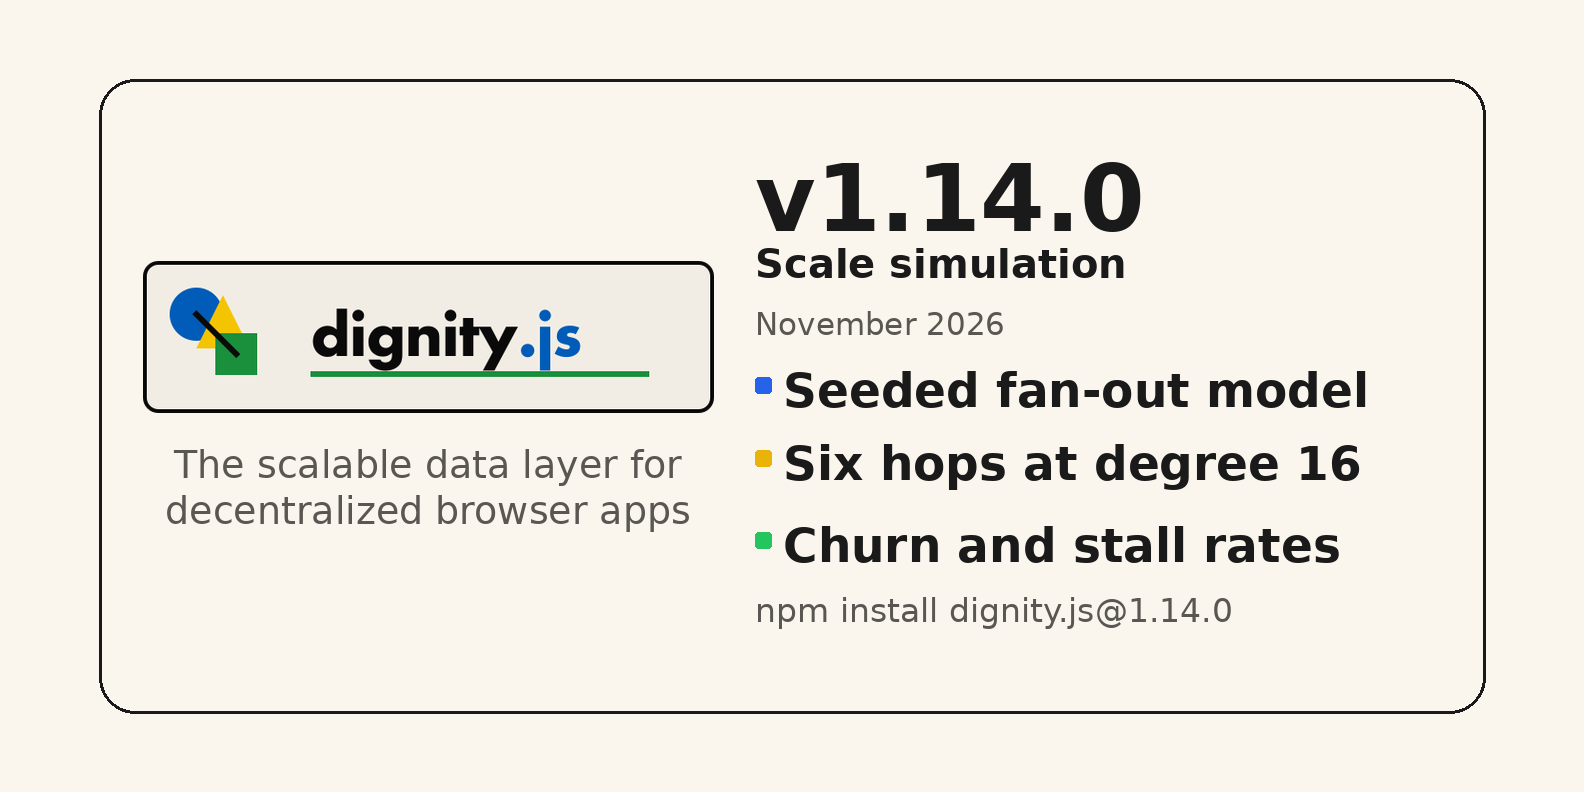 dignity.js
The scalable data layer for
decentralized browser apps
v1.14.0
Scale simulation
November 2026
Seeded fan-out model
Six hops at degree 16
Churn and stall rates
npm install dignity.js@1.14.0